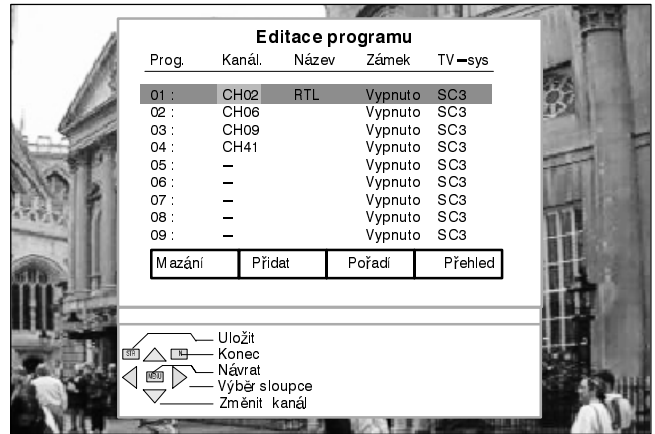 Editace programu
Prog. Kanál. Název Zámek TV–sys
01 : CH02 RTL Vypnuto SC3
02 : CH06 Vypnuto SC3
03 : CH09 Vypnuto SC3
04 : CH41 Vypnuto SC3
05 : – Vypnuto SC3
06 : – Vypnuto SC3
07 : – Vypnuto SC3
08 : – Vypnuto SC3
09 : – Vypnuto SC3
Mazání Přidat Pořadí Přehled
Uložit
STR N Konec
MENU Návrat
Výběr sloupce
Změnit kanál